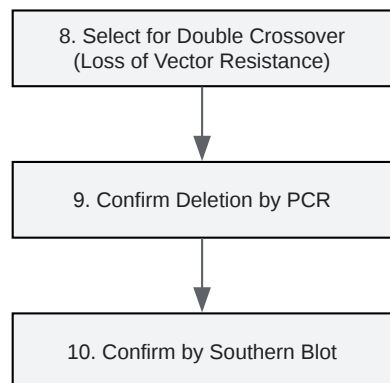 8. Select for Double Crossover
(Loss of Vector Resistance)
9. Confirm Deletion by PCR
10. Confirm by Southern Blot